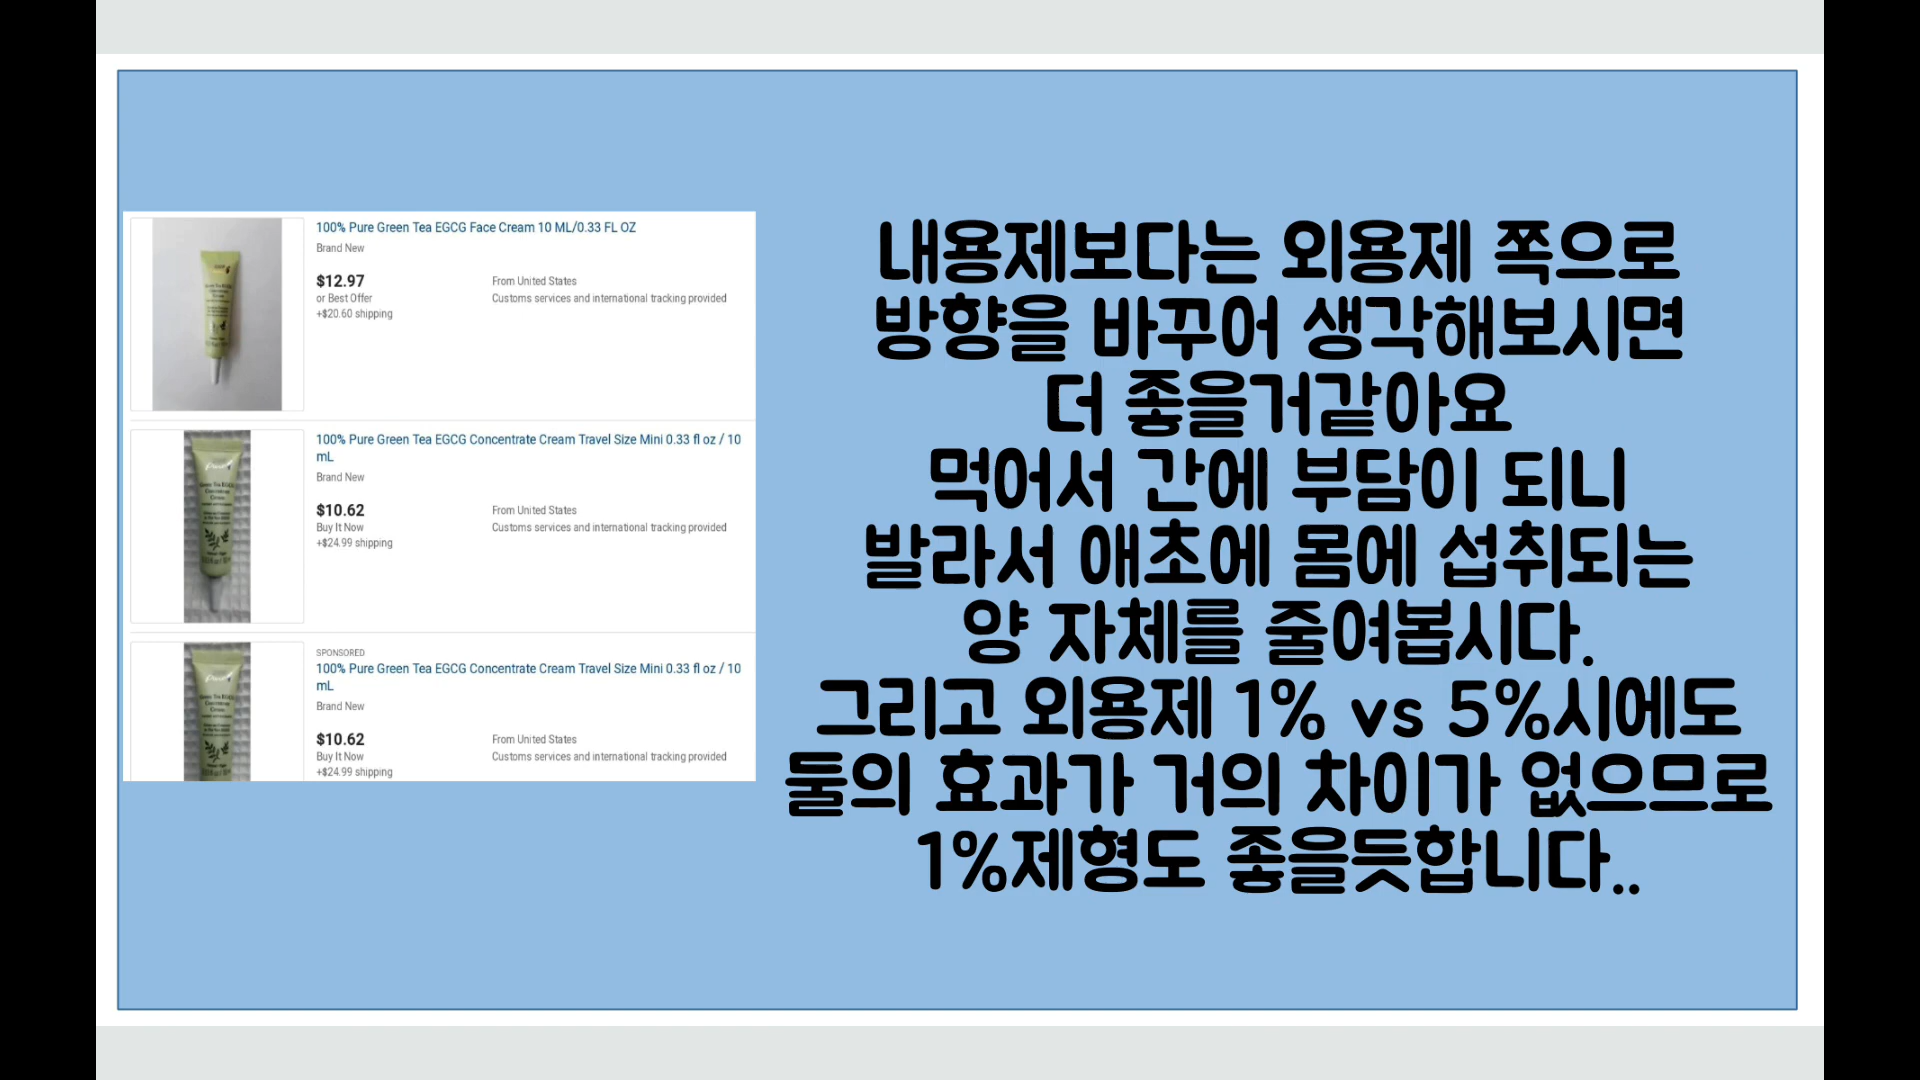 100% Pure Green Tea EGCG Face Cream 10 ML/0.33 FL OZ
Brand New
$12.97
or Best Offer
+$20.60 shipping
From United States
Customs services and international tracking provided
100% Pure Green Tea EGCG Concentrate Cream Travel Size Mini 0.33 fl oz / 10
mL
Brand New
$10.62
Buy It Now
+$24.99 shipping
From United States
Customs services and international tracking provided
SPONSORED
100% Pure Green Tea EGCG Concentrate Cream Travel Size Mini 0.33 fl oz / 10
mL
Brand New
$10.62
Buy It Now
+$24.99 shipping
From United States
Customs services and international tracking provided
내용제보다는 외용제 쪽으로
방향을 바꾸어 생각해보시면
더 좋을거같아요
먹어서 간에 부담이 되니
발라서 애초에 몸에 섭취되는
양 자체를 줄여봅시다.
그리고 외용제 1% vs 5%시에도
둘의 효과가 거의 차이가 없으므로
1%제형도 좋을듯합니다..